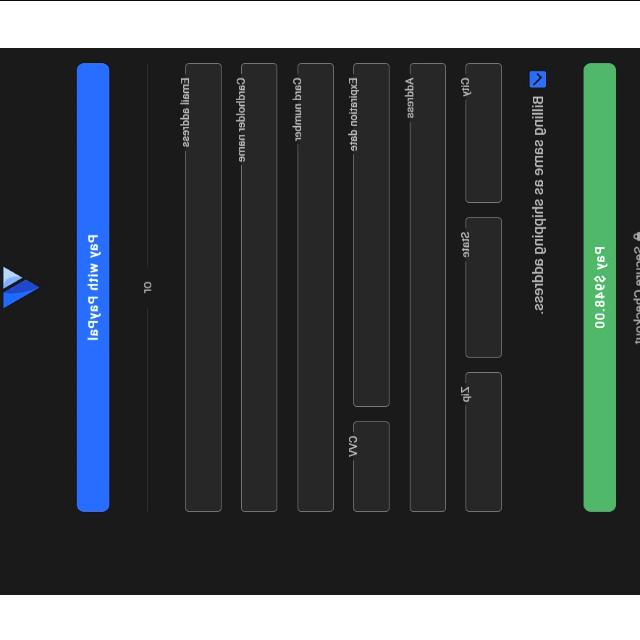 Pay with PayPal
or
Email address
Cardholder name
Card number
Expiration date
CVV
Address
City
State
Zip
Billing same as shipping address.
Pay $948.00
Checkout